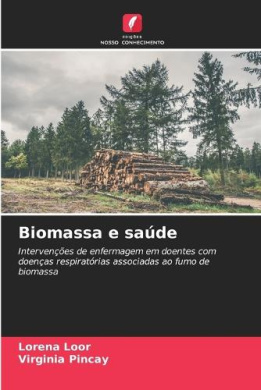 edições
NOSSO CONHECIMENTO
Biomassa e saúde
Intervenções de enfermagem em doentes com
doenças respiratórias associadas ao fumo de
biomassa
Lorena Loor
Virginia Pincay